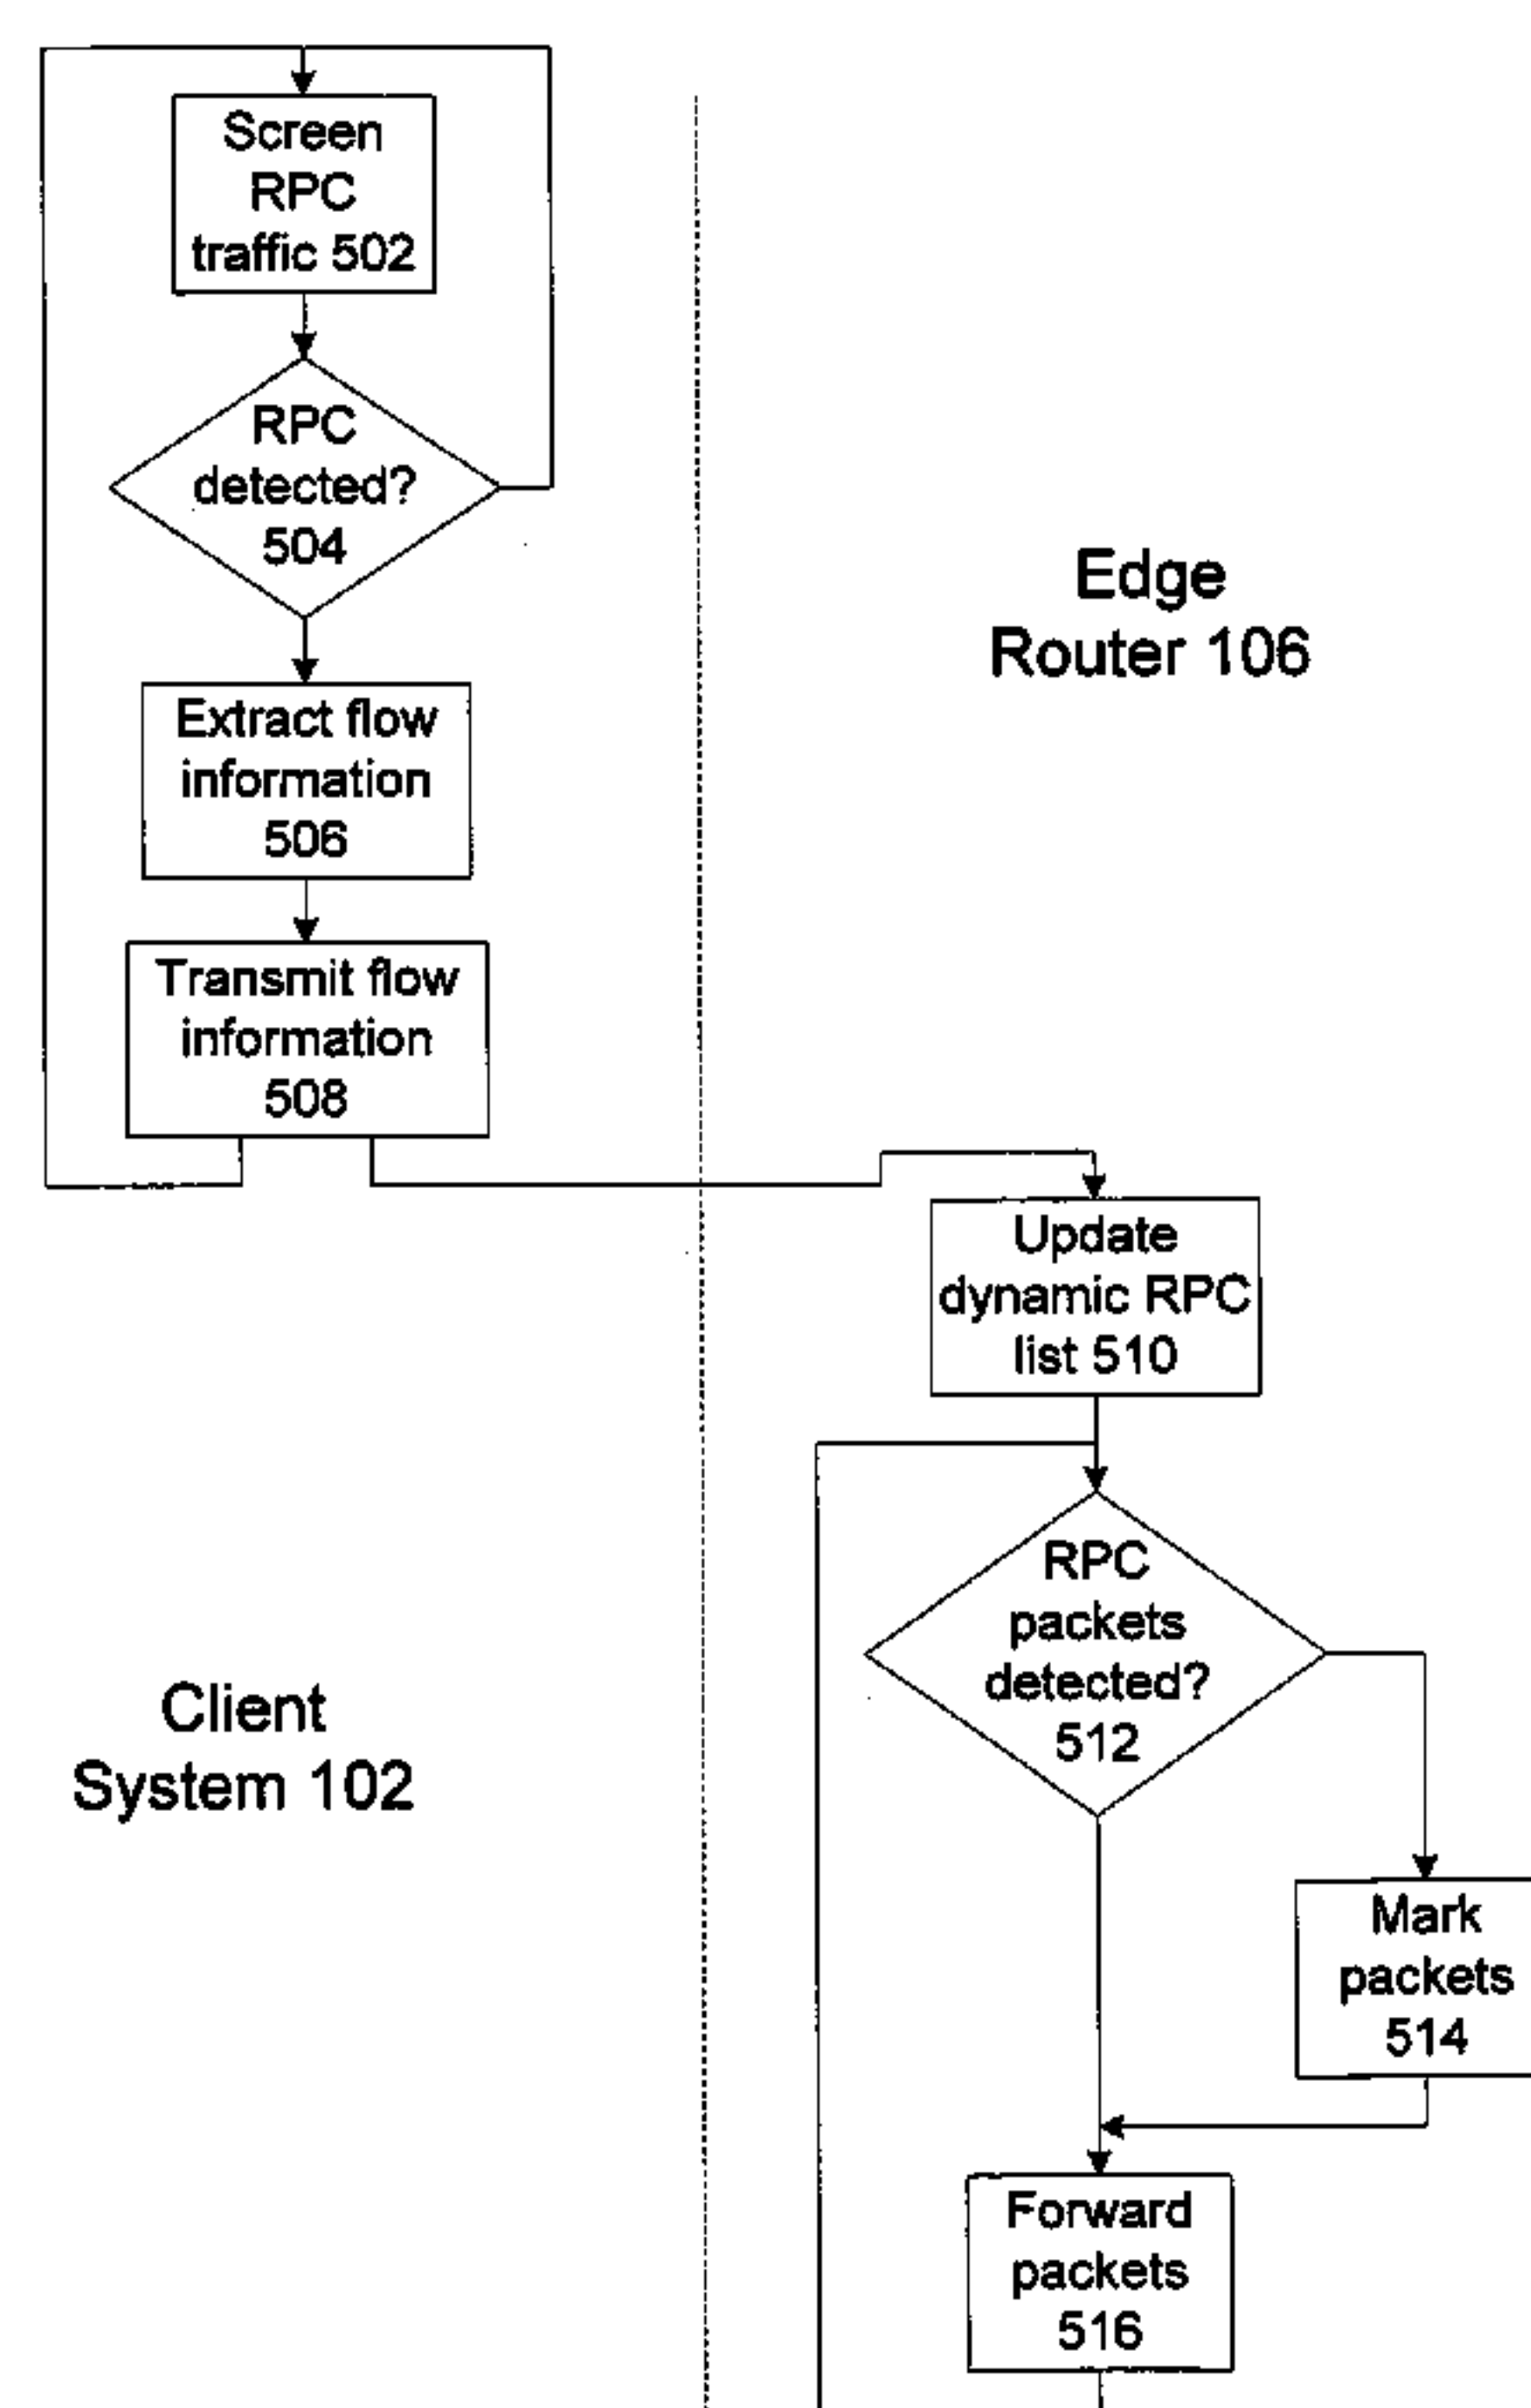 Screen
RPC
traffic 502
RPC
detected?
504
Extract flow
information
506
Transmit flow
information
508
Edge
Router 106
Update
dynamic RPC
list 510
RPC
packets
detected?
512
Client
System 102
Mark
packets
514
Forward
packets
516